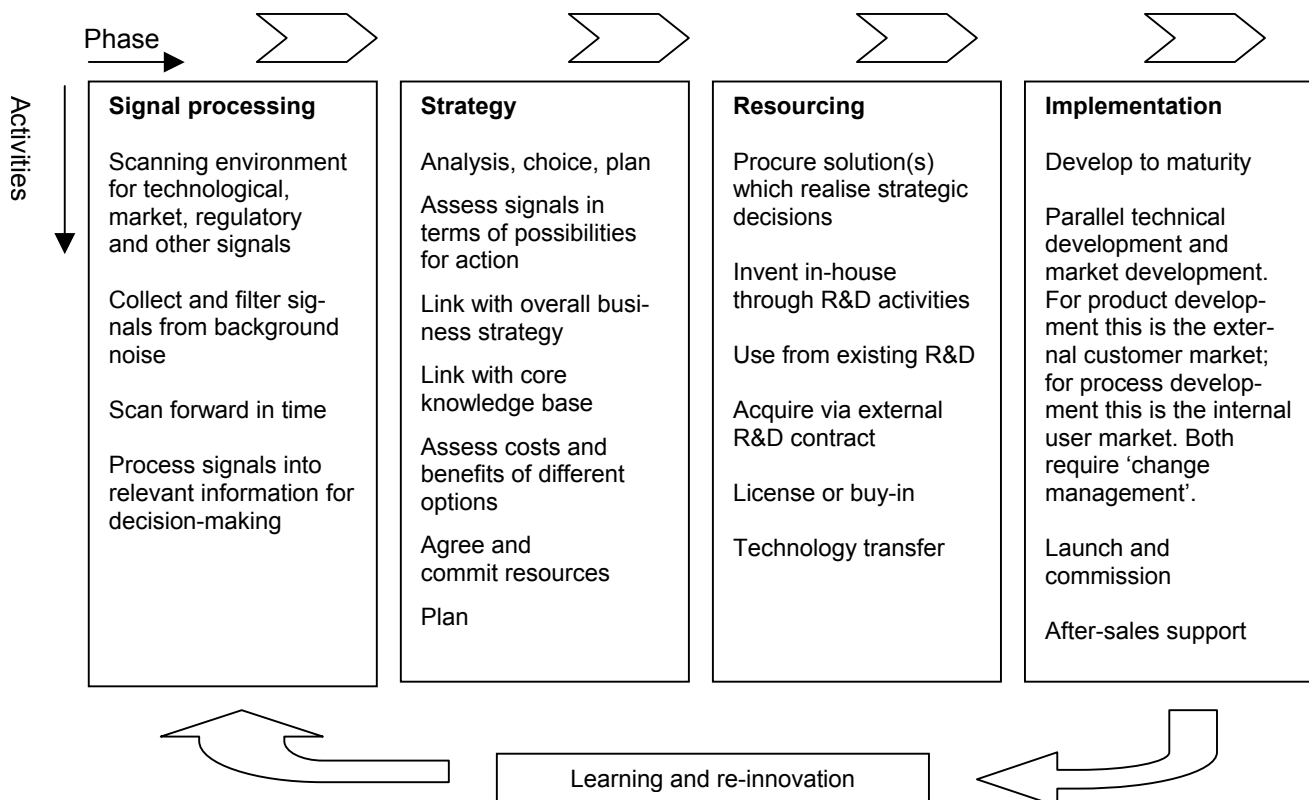 Phase
Activities
Signal processing
Scanning environment
for technological,
market, regulatory
and other signals
Collect and filter sig-
nals from background
noise
Scan forward in time
Process signals into
relevant information for
decision-making
Strategy
Analysis, choice, plan
Assess signals in
terms of possibilities
for action
Link with overall busi-
ness strategy
Link with core
knowledge base
Assess costs and
benefits of different
options
Agree and
commit resources
Plan
Resourcing
Procure solution(s)
which realise strategic
decisions
Invent in-house
through R&D activities
Use from existing R&D
Acquire via external
R&D contract
License or buy-in
Technology transfer
Implementation
Develop to maturity
Parallel technical
development and
market development.
For product develop-
ment this is the exter-
nal customer market;
for process develop-
ment this is the internal
user market. Both
require ‘change
management’.
Launch and
commission
After-sales support
Learning and re-innovation